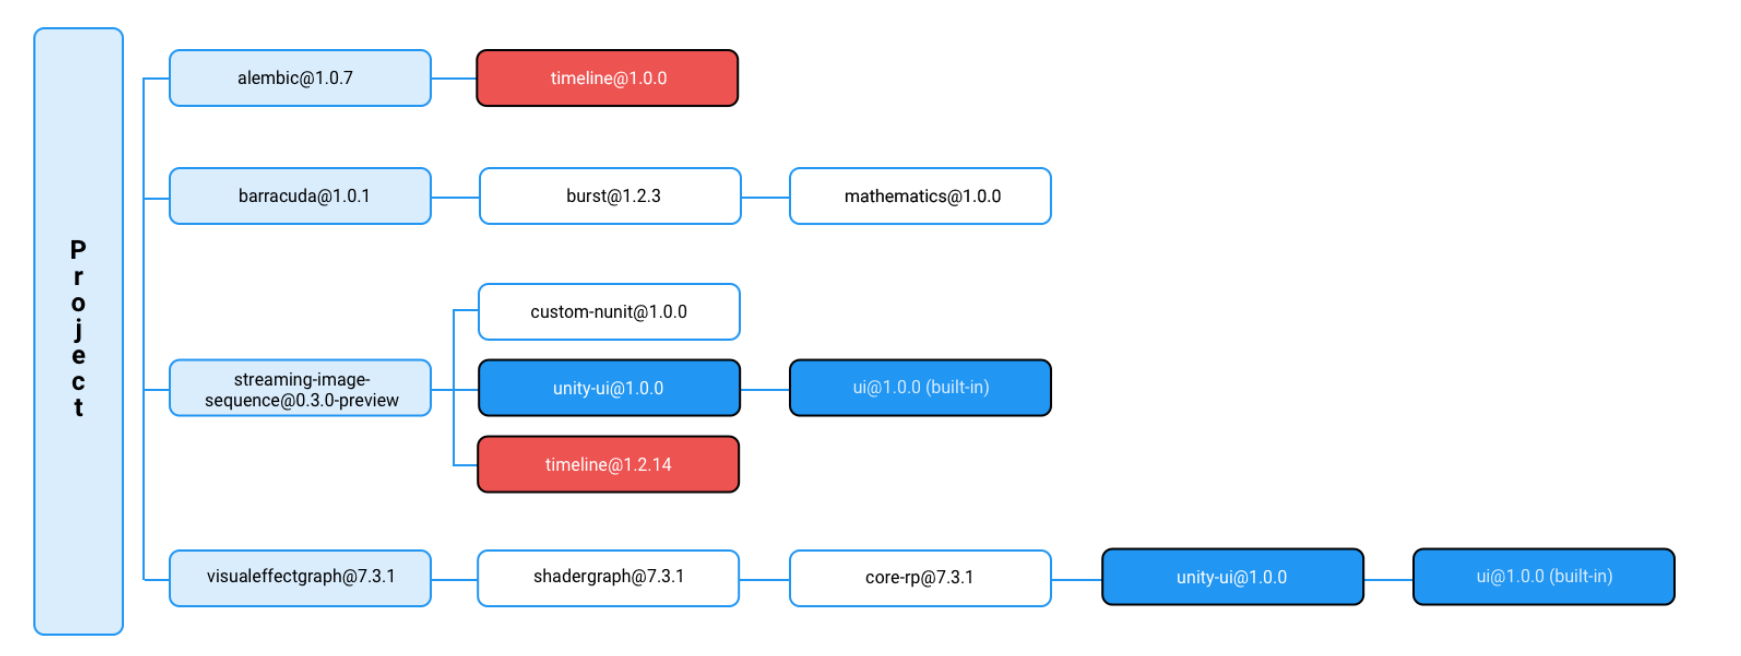 Project
alembic@1.0.7
timeline@1.0.0
barracuda@1.0.1
burst@1.2.3
mathematics@1.0.0
custom-nunit@1.0.0
streaming-image-
sequence@0.3.0-preview
unity-ui@1.0.0
ui@1.0.0 (built-in)
timeline@1.2.14
visualeffectgraph@7.3.1
shadergraph@7.3.1
core-rp@7.3.1
unity-ui@1.0.0
ui@1.0.0 (built-in)